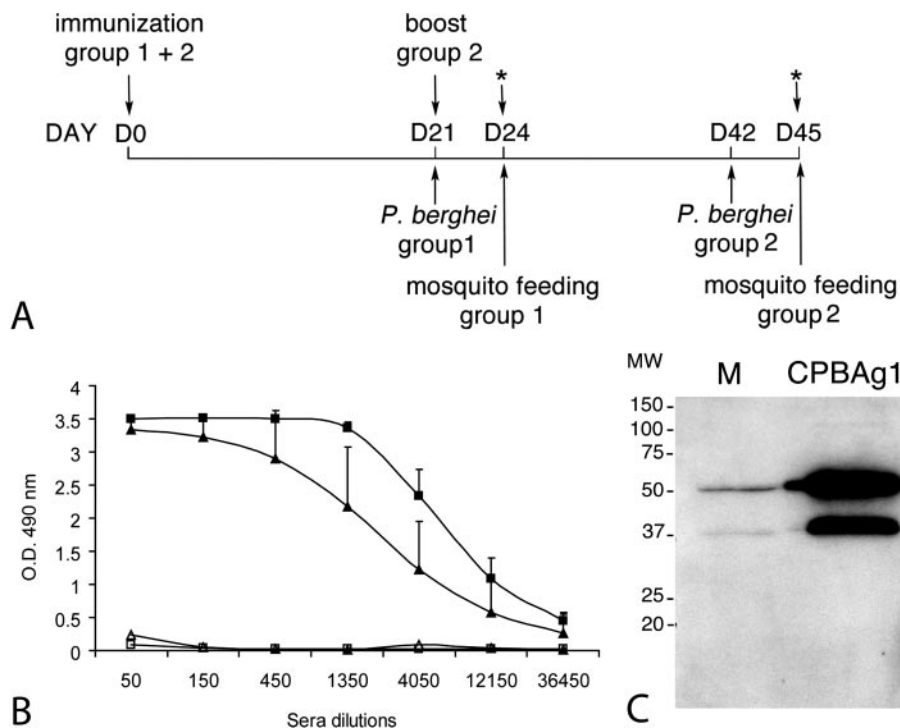 immunization
group 1 + 2
boost
group 2
* *
DAY D0 D21 D24 D42 D45
P. berghei
group1
P. berghei
group 2
mosquito feeding
group 1
mosquito feeding
group 2
A
4
3.5
3
2.5
2
1.5
1
0.5
0
O.D. 490 nm
50 150 450 1350 4050 12150 36450
Sera dilutions
B
MW M CPBAg1
150
100
75
50
37
25
20
C